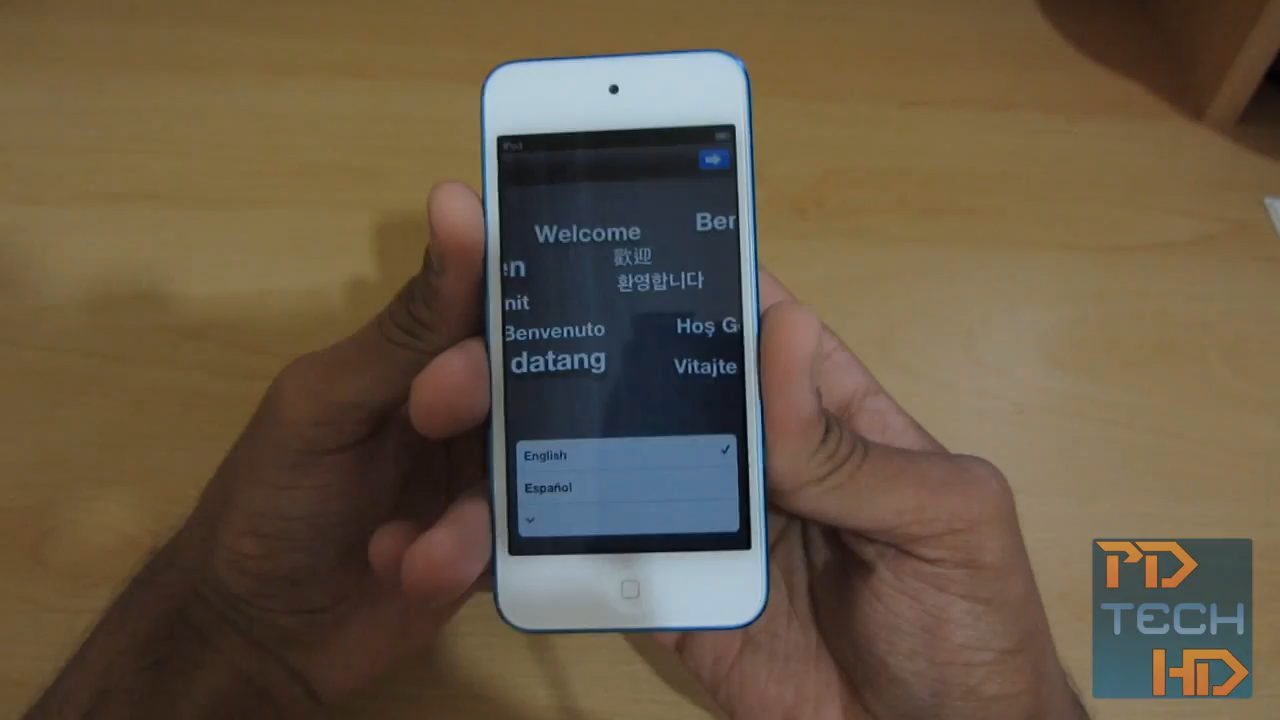 iPod
Welcome
Ben
en
歡迎
환영합니다
nit
Benvenuto
Hoş G
datang
Vitajte
English
Español
PD
TECH
HD